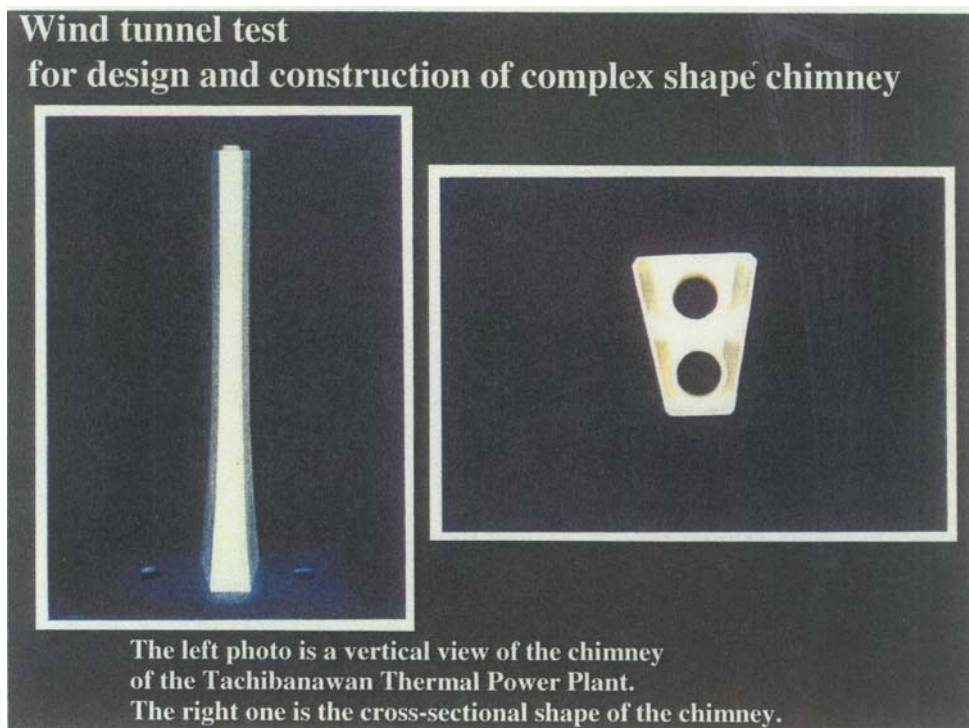 Wind tunnel test
for design and construction of complex shape chimney
The left photo is a vertical view of the chimney
of the Tachibanawan Thermal Power Plant.
The right one is the cross-sectional shape of the chimney.